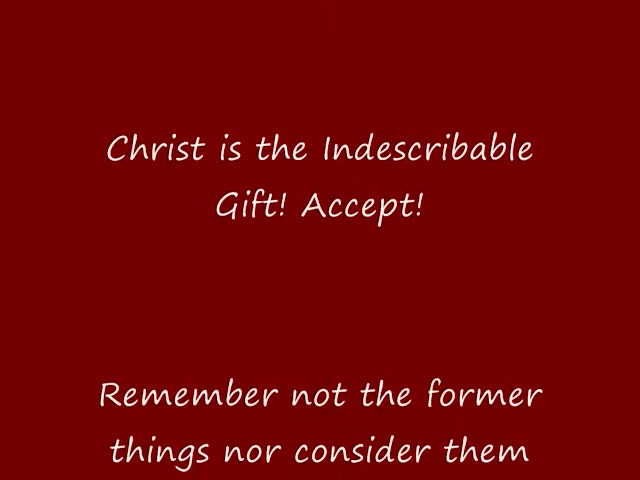 Christ is the Indescribable
Gift! Accept!
Remember not the former
things nor consider them